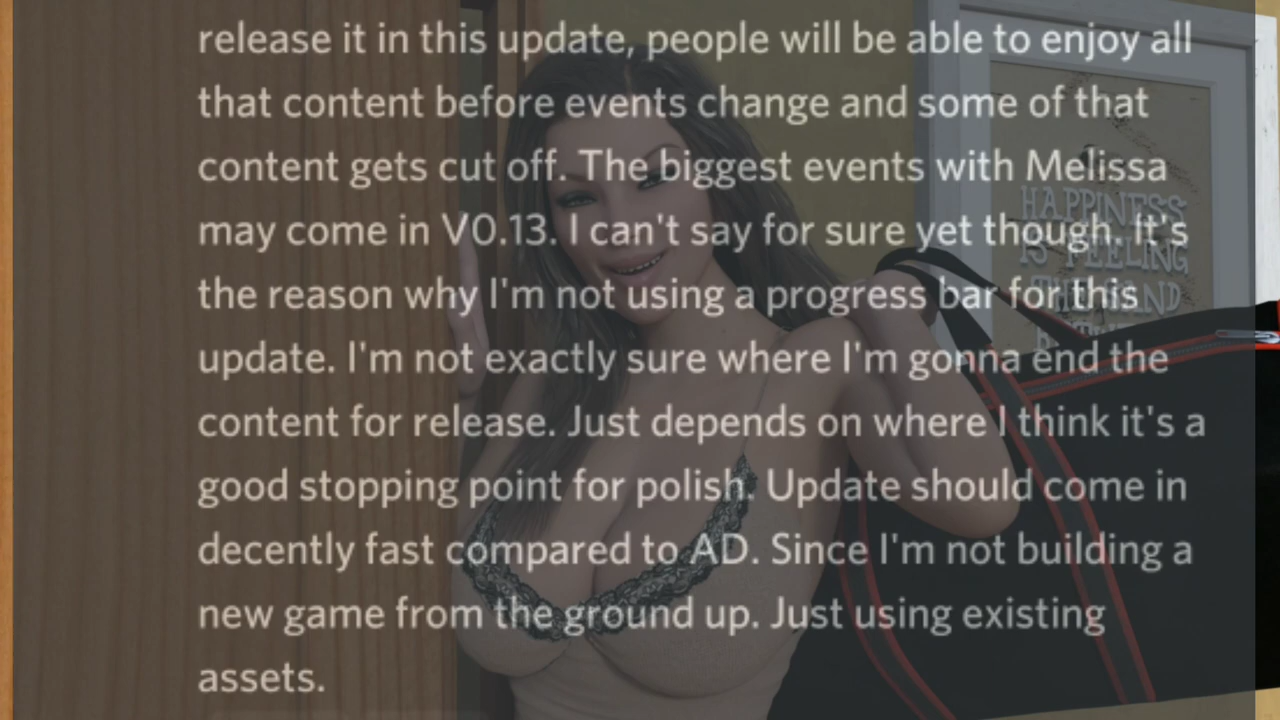 release it in this update, people will be able to enjoy all
that content before events change and some of that
content gets cut off. The biggest events with Melissa
may come in V0.13. I can't say for sure yet though. It's
the reason why I'm not using a progress bar for this
update. I'm not exactly sure where I'm gonna end the
content for release. Just depends on where I think it's a
good stopping point for polish. Update should come in
decently fast compared to AD. Since I'm not building a
new game from the ground up. Just using existing
assets.
HAPPINESS
IS FEELING